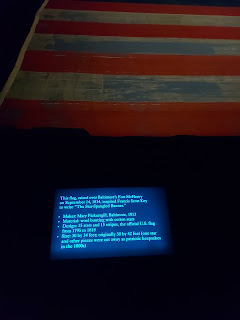 This flag, raised over Baltimore's Fort McHenry
on September 14, 1814, inspired Francis Scott Key
to write "The Star-Spangled Banner."
• Maker: Mary Pickersgill, Baltimore, 1813
• Material: wool bunting with cotton stars
• Design: 15 stars and 15 stripes, the official U.S. flag
from 1795 to 1818
• Size: 30 by 34 feet; originally 30 by 42 feet (one star
and other pieces were cut away as patriotic keepsakes
in the 1800s)